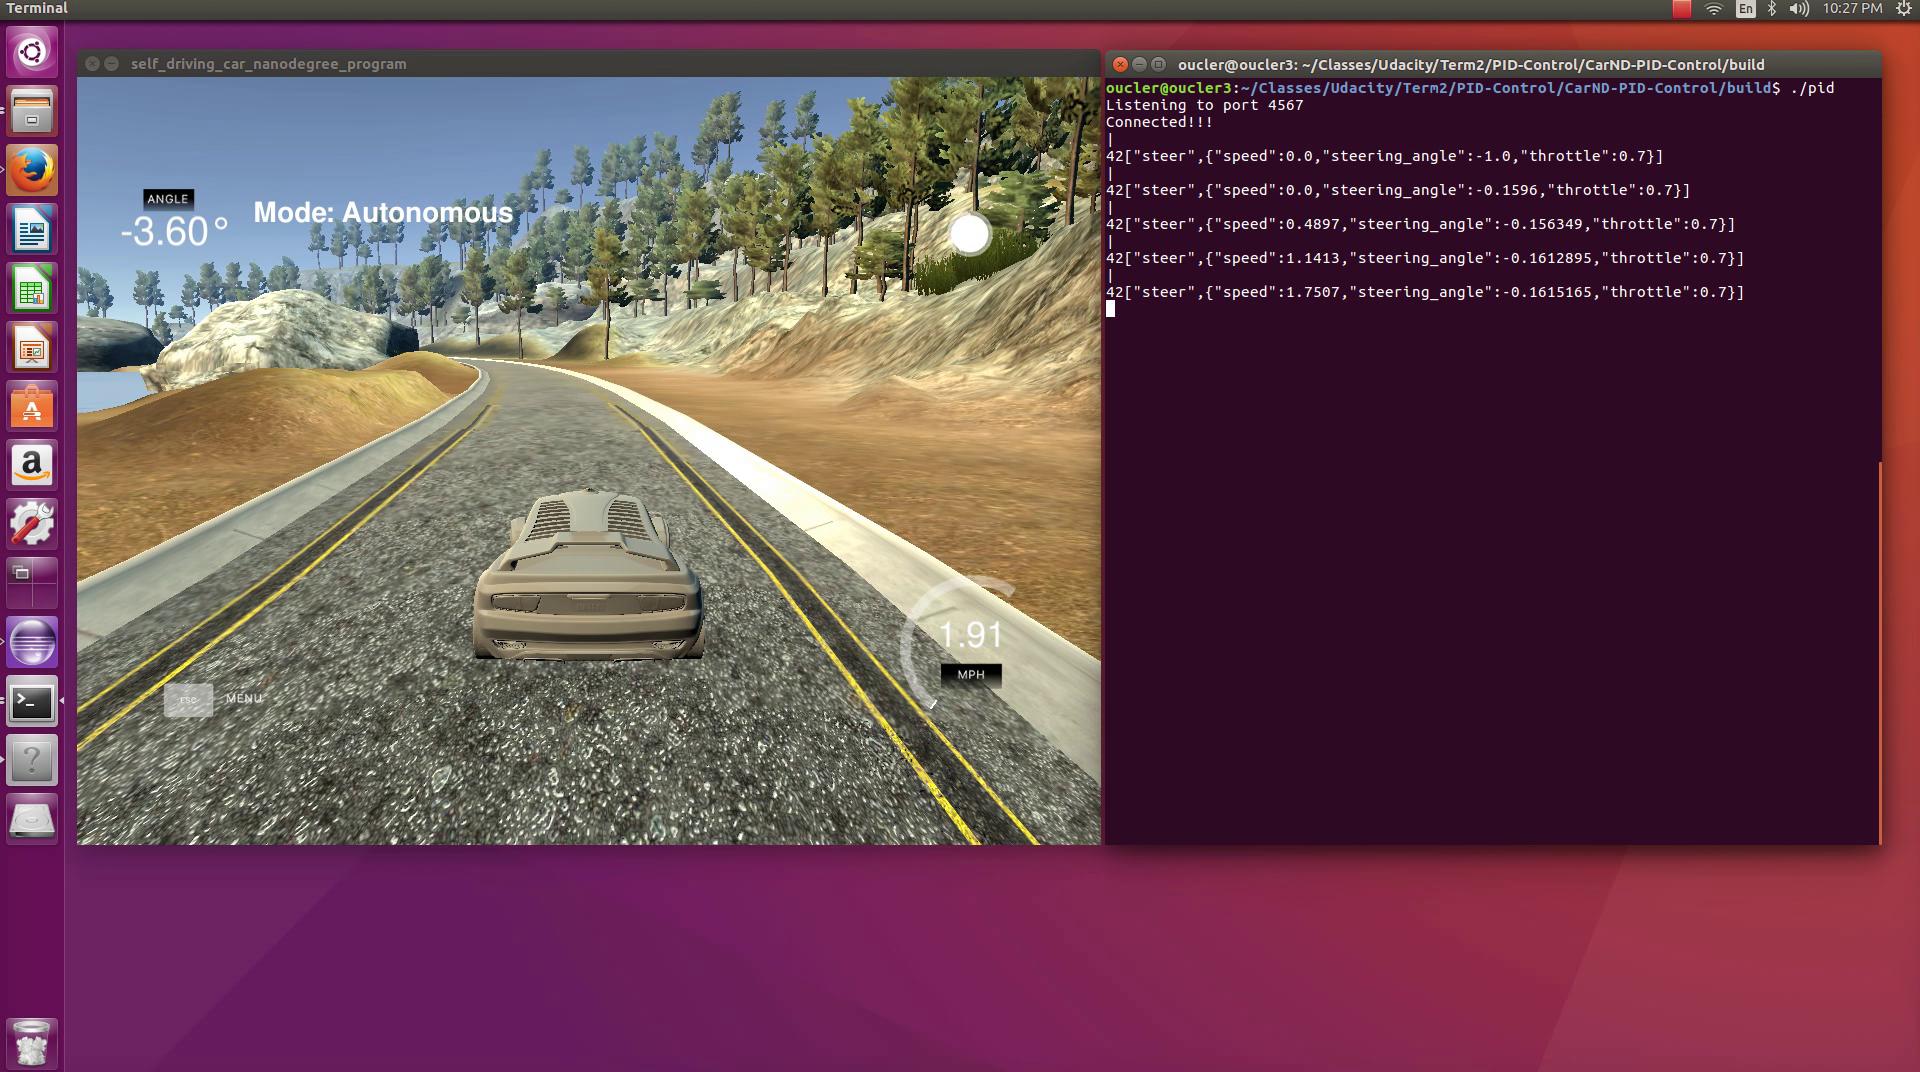 Terminal
En
10:27 PM
self_driving_car_nanodegree_program
ANGLE
-3.60°
Mode: Autonomous
1.91
MPH
ESC
MENU
oucler@oucler3: ~/Classes/Udacity/Term2/PID-Control/CarND-PID-Control/build
oucler@oucler3:~/Classes/Udacity/Term2/PID-Control/CarND-PID-Control/build$ ./pid
Listening to port 4567
Connected!!!
|
42["steer",{"speed":0.0,"steering_angle":-1.0,"throttle":0.7}]
|
42["steer",{"speed":0.0,"steering_angle":-0.1596,"throttle":0.7}]
|
42["steer",{"speed":0.4897,"steering_angle":-0.156349,"throttle":0.7}]
|
42["steer",{"speed":1.1413,"steering_angle":-0.1612895,"throttle":0.7}]
|
42["steer",{"speed":1.7507,"steering_angle":-0.1615165,"throttle":0.7}]